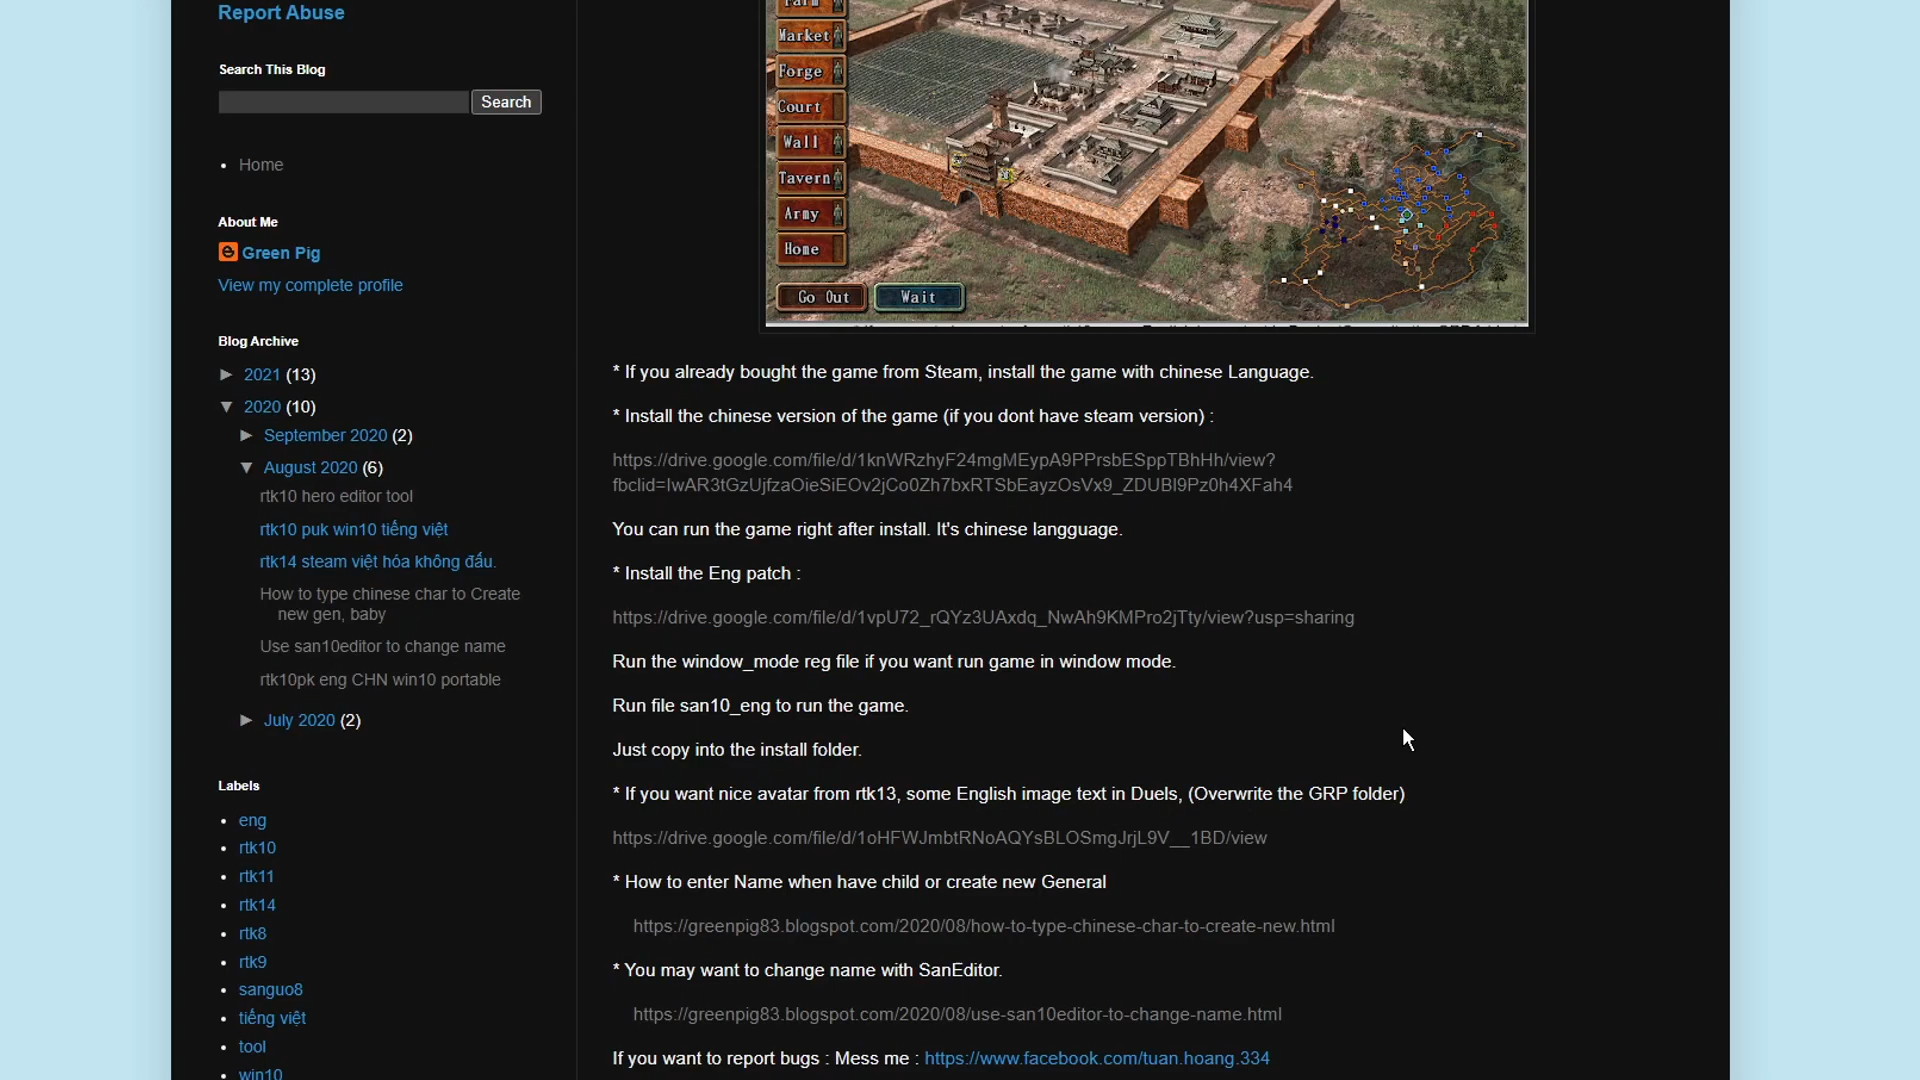 Report Abuse
Search This Blog
Search
Home
About Me
Green Pig
View my complete profile
Blog Archive
► 2021 (13)
▼ 2020 (10)
► September 2020 (2)
▼ August 2020 (6)
rtk10 hero editor tool
rtk10 puk win10 tiếng việt
rtk14 steam việt hóa không đấu.
How to type chinese char to Create
new gen, baby
Use san10editor to change name
rtk10pk eng CHN win10 portable
► July 2020 (2)
Labels
eng
rtk10
rtk11
rtk14
rtk8
rtk9
sanguo8
tiếng việt
tool
win10
Farm
Market
Forge
Court
Wall
Tavern
Army
Home
Go Out
Wait
* If you already bought the game from Steam, install the game with chinese Language.
* Install the chinese version of the game (if you dont have steam version) :
https://drive.google.com/file/d/1knWRzhyF24mgMEypA9PPrsbESppTBhHh/view?
fbclid=IwAR3tGzUjfzaOieSiEOv2jCo0Zh7bxRTSbEayzOsVx9_ZDUBI9Pz0h4XFah4
You can run the game right after install. It's chinese langguage.
* Install the Eng patch :
https://drive.google.com/file/d/1vpU72_rQYz3UAxdq_NwAh9KMPro2jTty/view?usp=sharing
Run the window_mode reg file if you want run game in window mode.
Run file san10_eng to run the game.
Just copy into the install folder.
* If you want nice avatar from rtk13, some English image text in Duels, (Overwrite the GRP folder)
https://drive.google.com/file/d/1oHFWJmbtRNoAQYsBLOSmgJrjL9V__1BD/view
* How to enter Name when have child or create new General
https://greenpig83.blogspot.com/2020/08/how-to-type-chinese-char-to-create-new.html
* You may want to change name with SanEditor.
https://greenpig83.blogspot.com/2020/08/use-san10editor-to-change-name.html
If you want to report bugs : Mess me : https://www.facebook.com/tuan.hoang.334